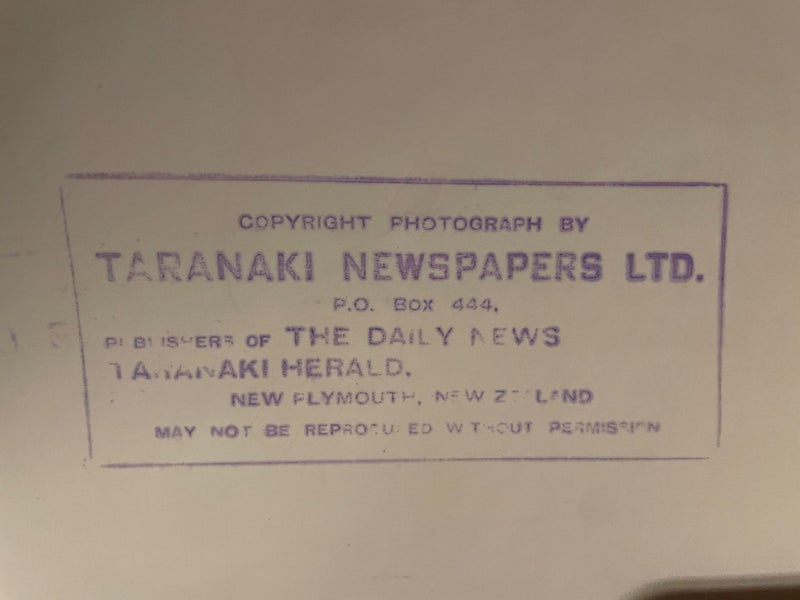 COPYRIGHT PHOTOGRAPH BY
TARANAKI NEWSPAPERS LTD.
P.O. BOX 444,
PUBLISHERS OF THE DAILY NEWS
TARANAKI HERALD,
NEW PLYMOUTH, NEW ZEALAND
MAY NOT BE REPRODUCED WITHOUT PERMISSION